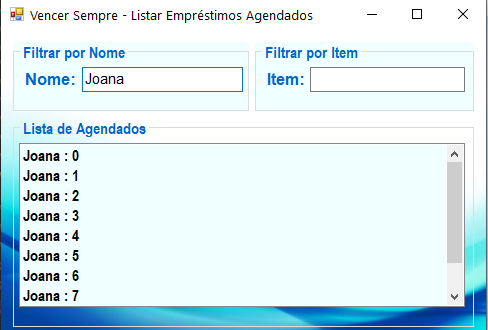 Vencer Sempre - Listar Empréstimos Agendados
Filtrar por Nome
Nome: Joana
Filtrar por Item
Item:
Lista de Agendados
Joana : 0
Joana : 1
Joana : 2
Joana : 3
Joana : 4
Joana : 5
Joana : 6
Joana : 7